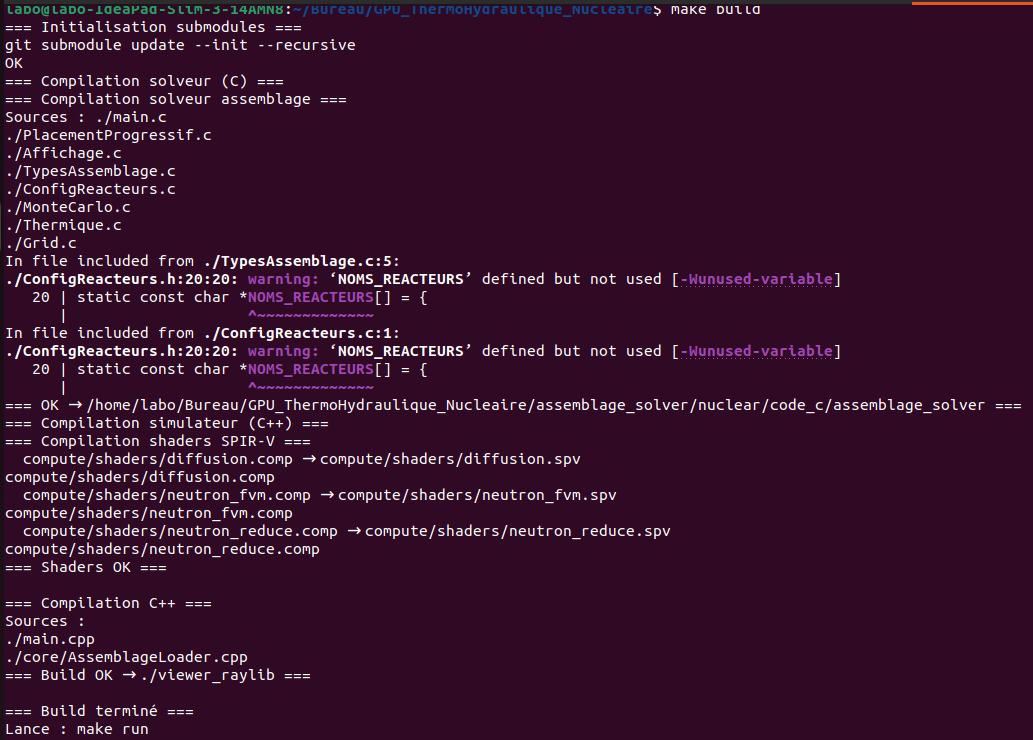 labo@labo-IdeaPad-Slim-3-14AMN8:~/Bureau/GPU_ThermoHydraulique_Nucleaire$ make build
=== Initialisation submodules ===
git submodule update --init --recursive
OK
=== Compilation solveur (C) ===
=== Compilation solveur assemblage ===
Sources : ./main.c
./PlacementProgressif.c
./Affichage.c
./TypesAssemblage.c
./ConfigReacteurs.c
./MonteCarlo.c
./Thermique.c
./Grid.c
In file included from ./TypesAssemblage.c:5:
./ConfigReacteurs.h:20:20: warning: ‘NOMS_REACTEURS’ defined but not used [-Wunused-variable]
   20 | static const char *NOMS_REACTEURS[] = {
      |                    ^~~~~~~~~~~~~~
In file included from ./ConfigReacteurs.c:1:
./ConfigReacteurs.h:20:20: warning: ‘NOMS_REACTEURS’ defined but not used [-Wunused-variable]
   20 | static const char *NOMS_REACTEURS[] = {
      |                    ^~~~~~~~~~~~~~
=== OK → /home/labo/Bureau/GPU_ThermoHydraulique_Nucleaire/assemblage_solver/nuclear/code_c/assemblage_solver ===
=== Compilation simulateur (C++) ===
=== Compilation shaders SPIR-V ===
  compute/shaders/diffusion.comp → compute/shaders/diffusion.spv
compute/shaders/diffusion.comp
  compute/shaders/neutron_fvm.comp → compute/shaders/neutron_fvm.spv
compute/shaders/neutron_fvm.comp
  compute/shaders/neutron_reduce.comp → compute/shaders/neutron_reduce.spv
compute/shaders/neutron_reduce.comp
=== Shaders OK ===

=== Compilation C++ ===
Sources :
./main.cpp
./core/AssemblageLoader.cpp
=== Build OK → ./viewer_raylib ===

=== Build terminé ===
Lance : make run